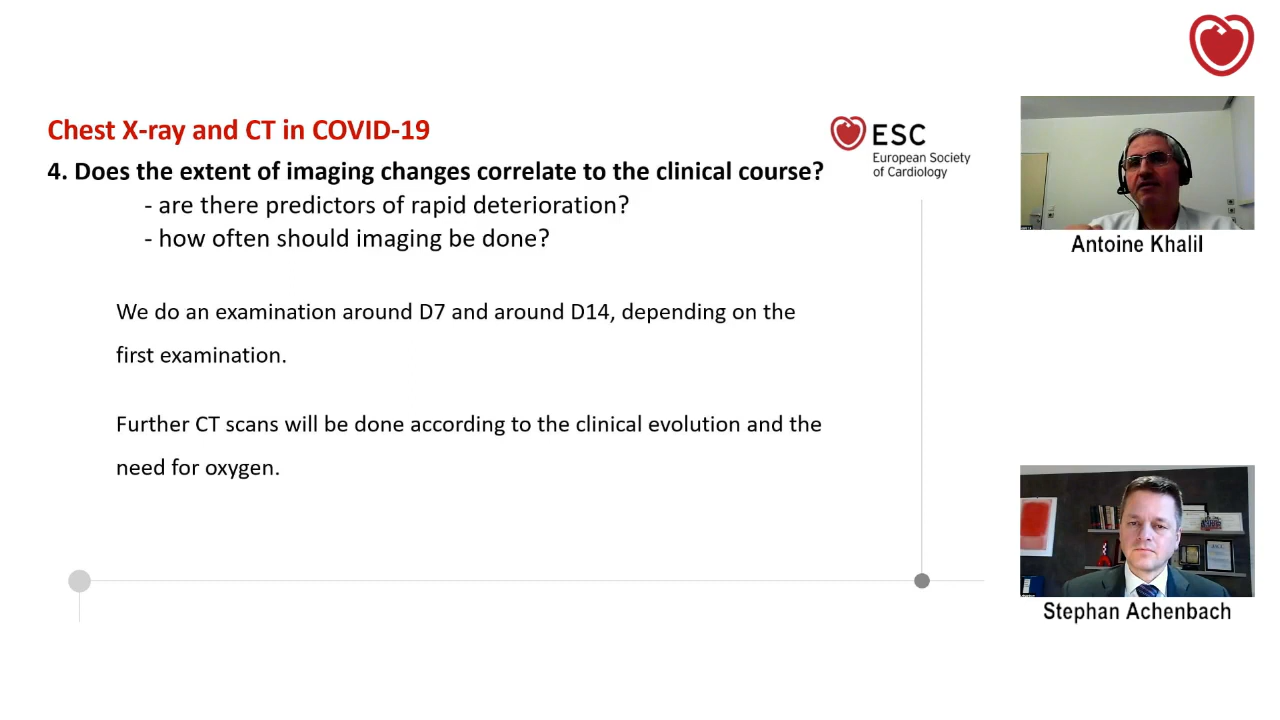 Chest X-ray and CT in COVID-19
4. Does the extent of imaging changes correlate to the clinical course?
- are there predictors of rapid deterioration?
- how often should imaging be done?
We do an examination around D7 and around D14, depending on the
first examination.
Further CT scans will be done according to the clinical evolution and the
need for oxygen.
ESC
European Society
of Cardiology
Antoine Khalil
Stephan Achenbach